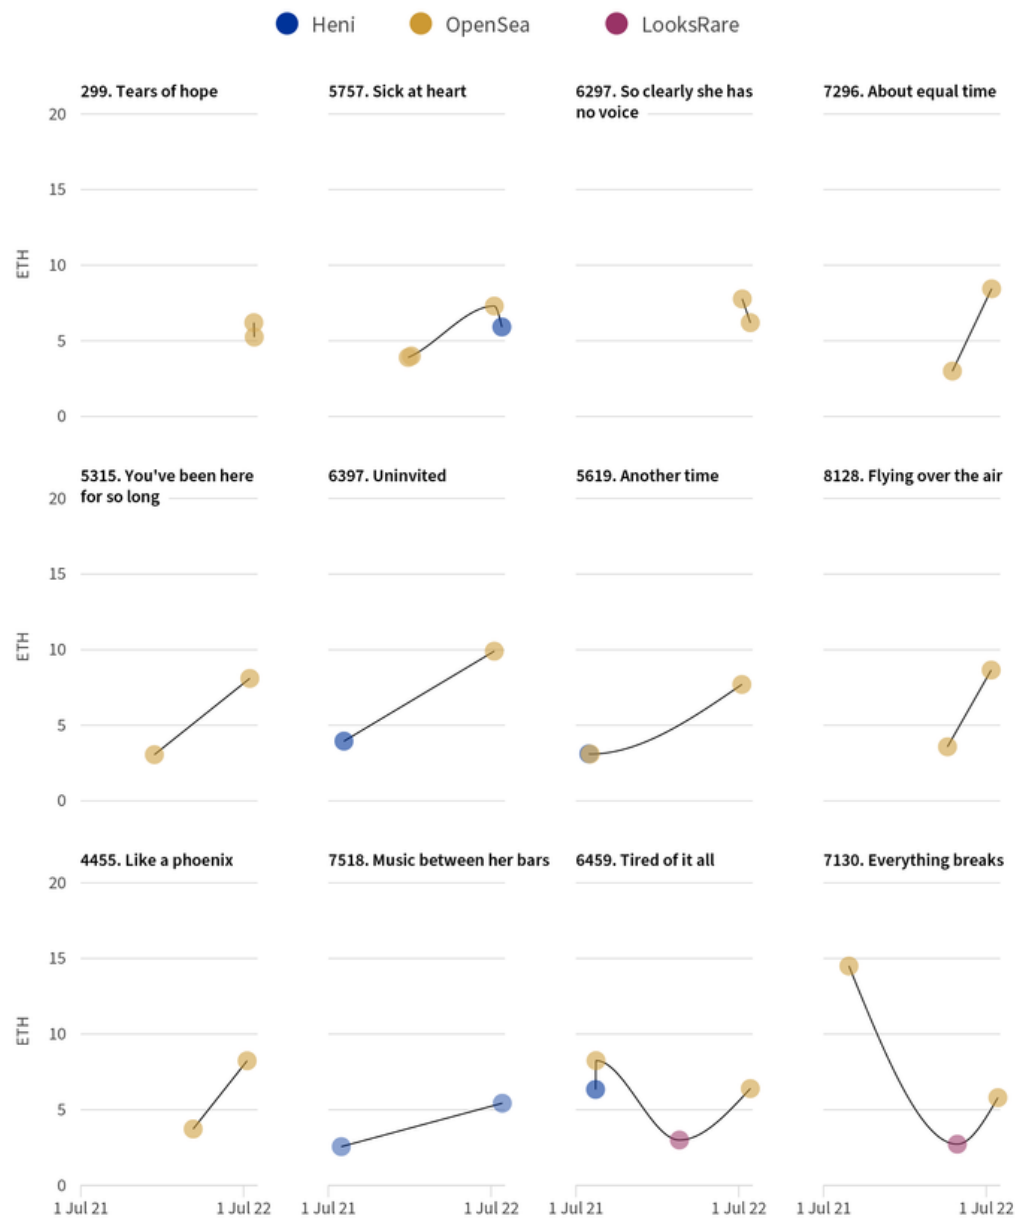 Heni OpenSea LooksRare
299. Tears of hope
5757. Sick at heart
6297. So clearly she has
no voice
7296. About equal time
20
15
10
5
0
ETH
5315. You've been here
for so long
6397. Uninvited
5619. Another time
8128. Flying over the air
20
15
10
5
0
ETH
4455. Like a phoenix
7518. Music between her bars
6459. Tired of it all
7130. Everything breaks
20
15
10
5
0
ETH
1 Jul 21 1 Jul 22 1 Jul 21 1 Jul 22 1 Jul 21 1 Jul 22 1 Jul 21 1 Jul 22